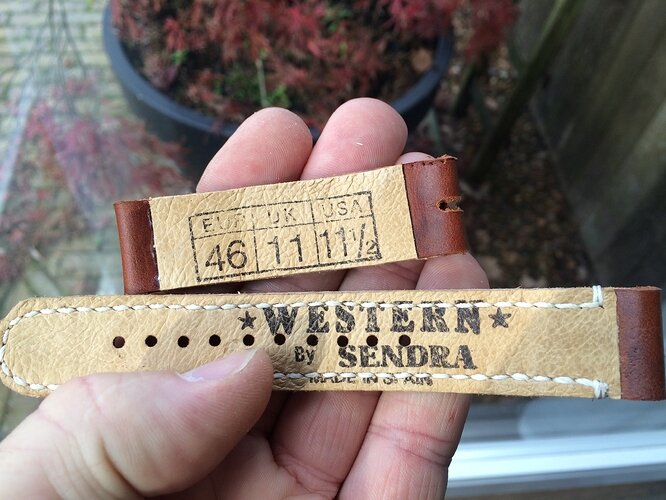 EUR UK USA
46 11 11½
★WESTERN★
By SENDRA
MADE IN SPAIN